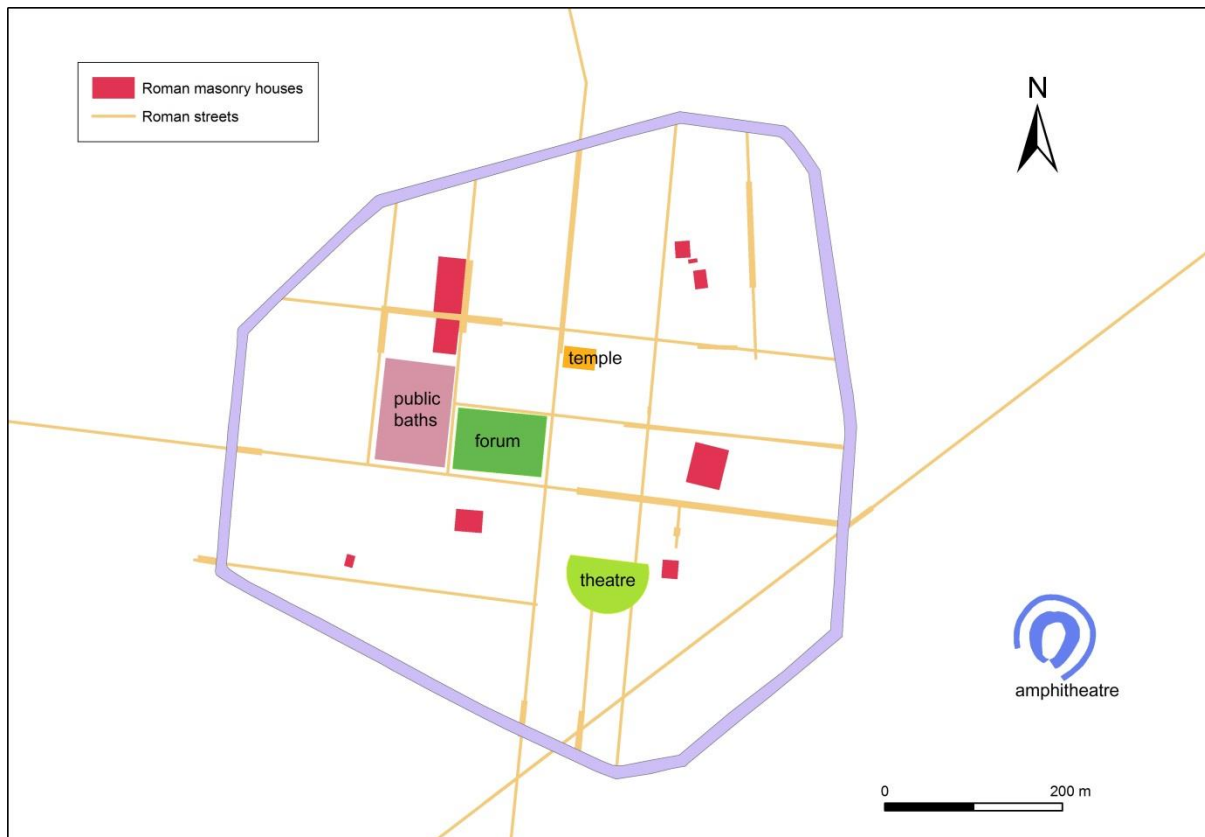 Roman masonry houses
Roman streets
N
temple
public
baths
forum
theatre
amphitheatre
0 200 m